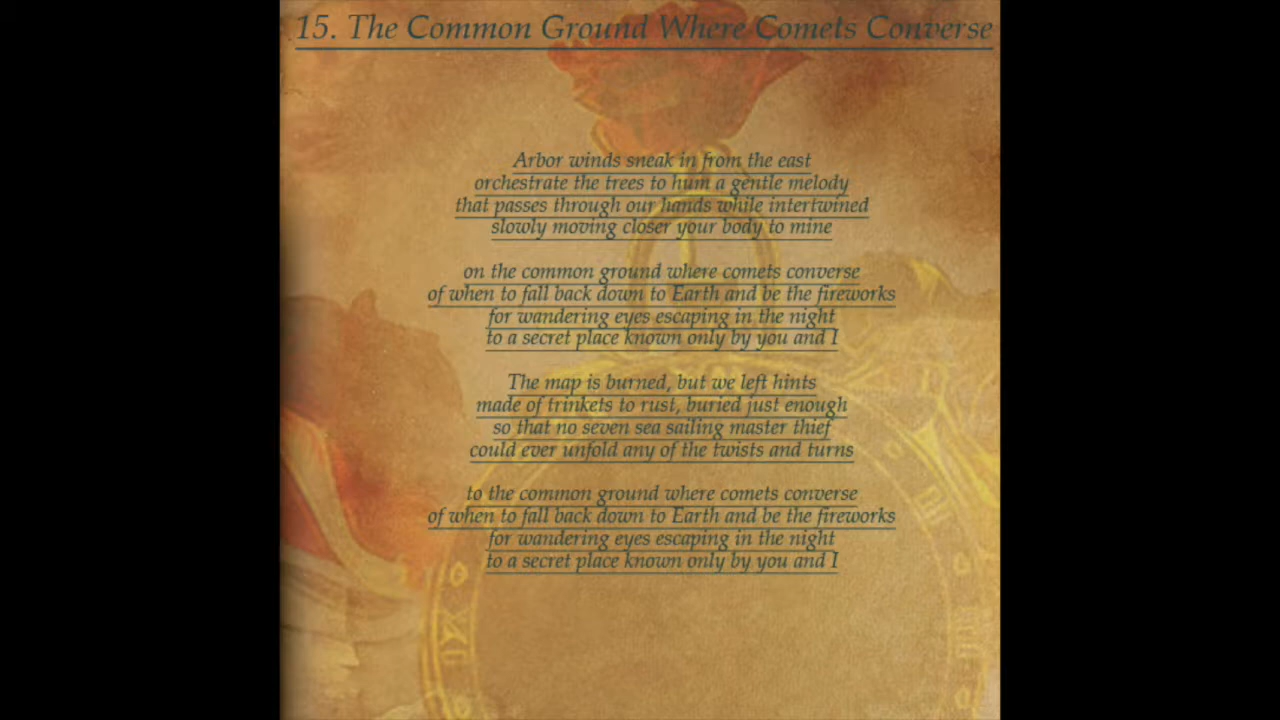 15. The Common Ground Where Comets Converse
Arbor winds sneak in from the east
orchestrate the trees to hum a gentle melody
that passes through our hands while intertwined
slowly moving closer your body to mine
on the common ground where comets converse
of when to fall back down to Earth and be the fireworks
for wandering eyes escaping in the night
to a secret place known only by you and I
The map is burned, but we left hints
made of trinkets to rust, buried just enough
so that no seven sea sailing master thief
could ever unfold any of the twists and turns
to the common ground where comets converse
of when to fall back down to Earth and be the fireworks
for wandering eyes escaping in the night
to a secret place known only by you and I